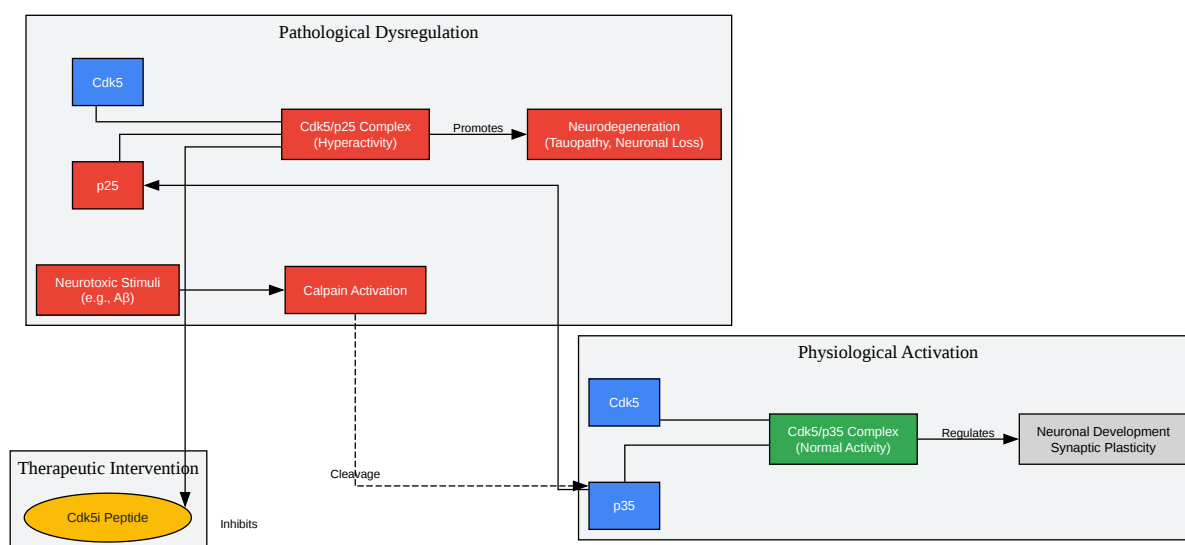 Pathological Dysregulation
Cdk5
Cdk5/p25 Complex
(Hyperactivity)
Promotes
Neurodegeneration
(Tauopathy, Neuronal Loss)
p25
Neurotoxic Stimuli
(e.g., Aβ)
Calpain Activation
Physiological Activation
Cdk5
Cdk5/p35 Complex
(Normal Activity)
Regulates
Neuronal Development
Synaptic Plasticity
Therapeutic Intervention
Cleavage
p35
Cdk5i Peptide
Inhibits